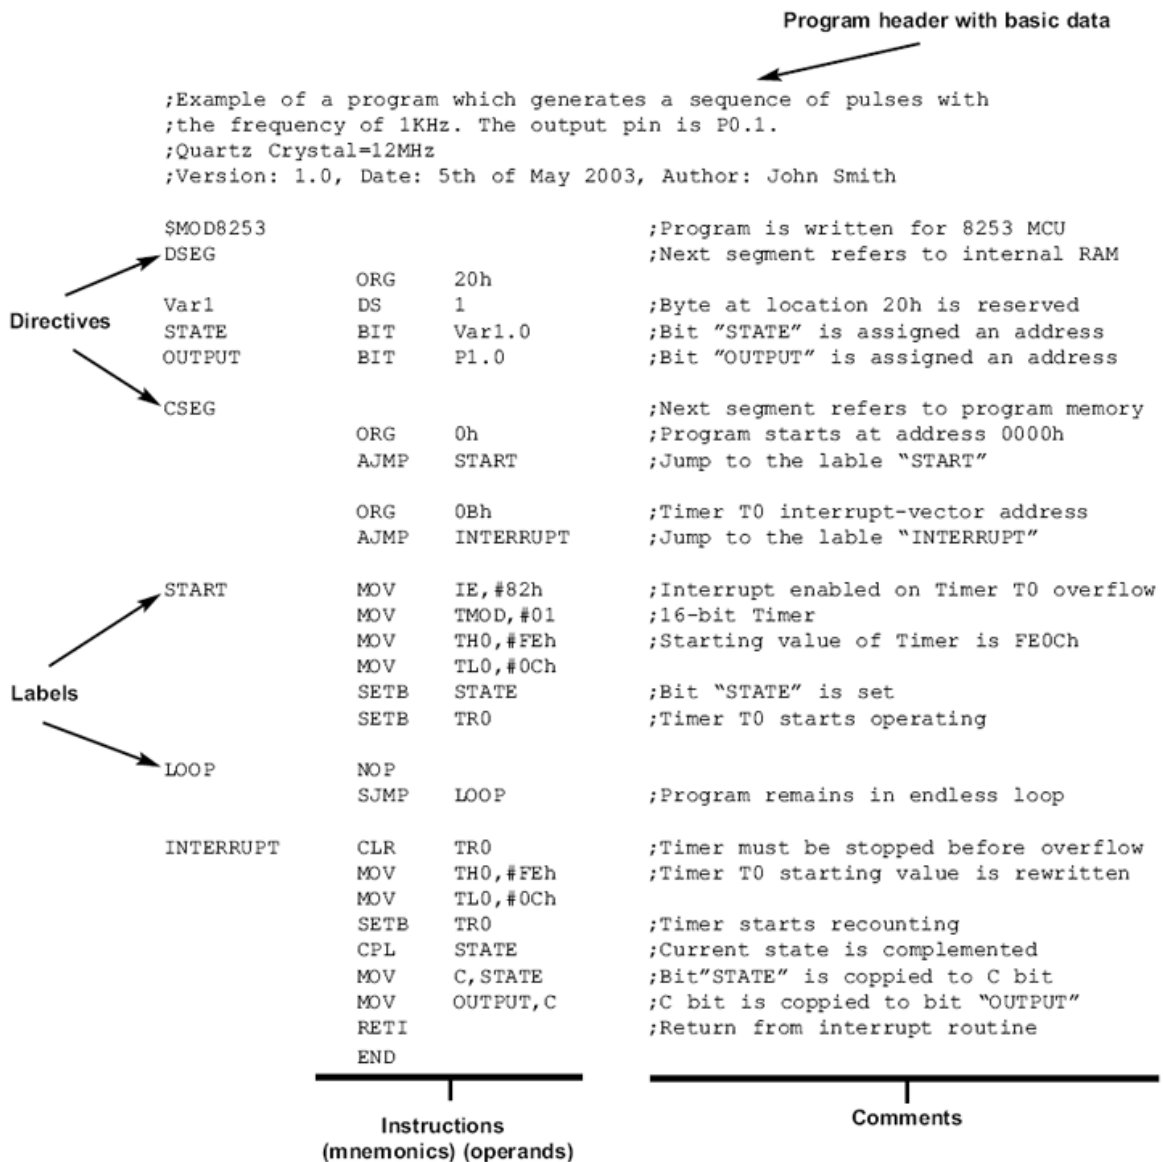 Program header with basic data
;Example of a program which generates a sequence of pulses with
;the frequency of 1KHz. The output pin is P0.1.
;Quartz Crystal=12MHz
;Version: 1.0, Date: 5th of May 2003, Author: John Smith
$MOD8253 ;Program is written for 8253 MCU
DSEG ;Next segment refers to internal RAM
ORG 20h
Var1 DS 1 ;Byte at location 20h is reserved
Directives
STATE BIT Var1.0 ;Bit "STATE" is assigned an address
OUTPUT BIT P1.0 ;Bit "OUTPUT" is assigned an address
CSEG ;Next segment refers to program memory
ORG 0h ;Program starts at address 0000h
AJMP START ;Jump to the lable "START"
ORG 0Bh ;Timer T0 interrupt-vector address
AJMP INTERRUPT ;Jump to the lable "INTERRUPT"
START MOV IE,#82h ;Interrupt enabled on Timer T0 overflow
MOV TMOD,#01 ;16-bit Timer
MOV TH0,#FEh ;Starting value of Timer is FE0Ch
MOV TL0,#0Ch
Labels
SETB STATE ;Bit "STATE" is set
SETB TR0 ;Timer T0 starts operating
LOOP NOP
SJMP LOOP ;Program remains in endless loop
INTERRUPT CLR TR0 ;Timer must be stopped before overflow
MOV TH0,#FEh ;Timer T0 starting value is rewritten
MOV TL0,#0Ch
SETB TR0 ;Timer starts recounting
CPL STATE ;Current state is complemented
MOV C,STATE ;Bit"STATE" is coppied to C bit
MOV OUTPUT,C ;C bit is coppied to bit "OUTPUT"
RETI ;Return from interrupt routine
END
Instructions
(mnemonics) (operands)
Comments